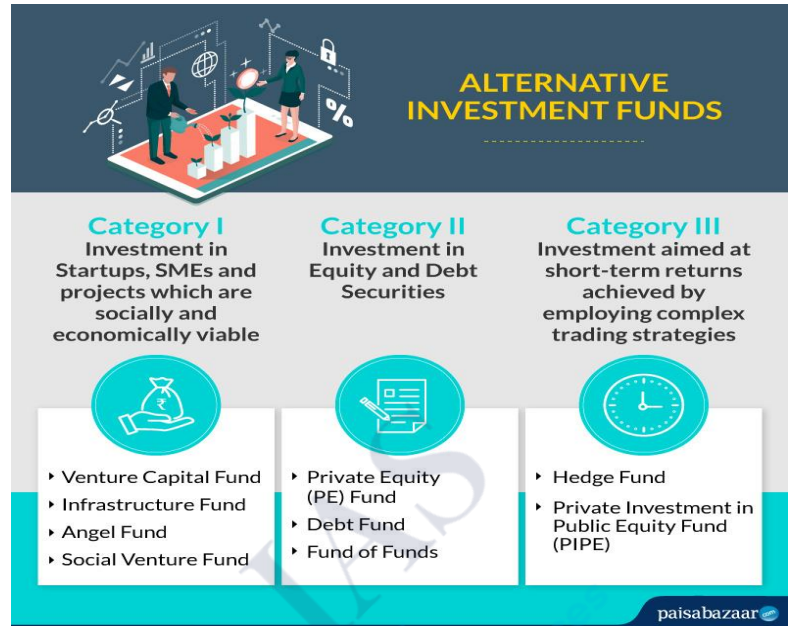 ALTERNATIVE
INVESTMENT FUNDS
Category I
Investment in
Startups, SMEs and
projects which are
socially and
economically viable
Category II
Investment in
Equity and Debt
Securities
Category III
Investment aimed at
short-term returns
achieved by
employing complex
trading strategies
%
₹
‣ Venture Capital Fund
‣ Infrastructure Fund
‣ Angel Fund
‣ Social Venture Fund
‣ Private Equity
(PE) Fund
‣ Debt Fund
‣ Fund of Funds
‣ Hedge Fund
‣ Private Investment in
Public Equity Fund
(PIPE)
IAS
paisabazaar.com